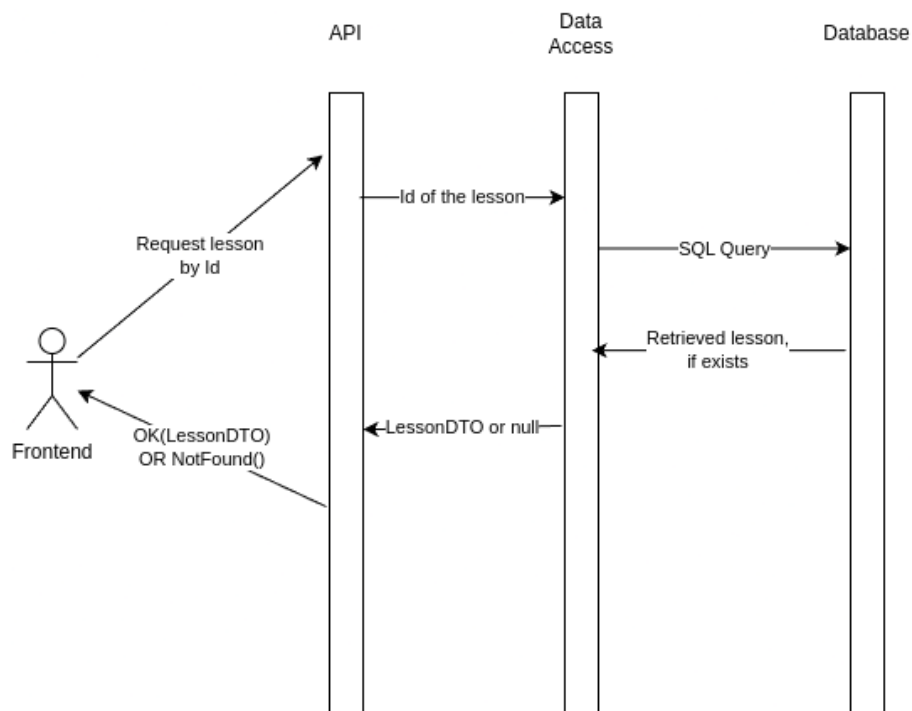 API
Data
Access
Database
Request lesson
by Id
Id of the lesson
SQL Query
Retrieved lesson,
if exists
LessonDTO or null
OK(LessonDTO)
OR NotFound()
Frontend